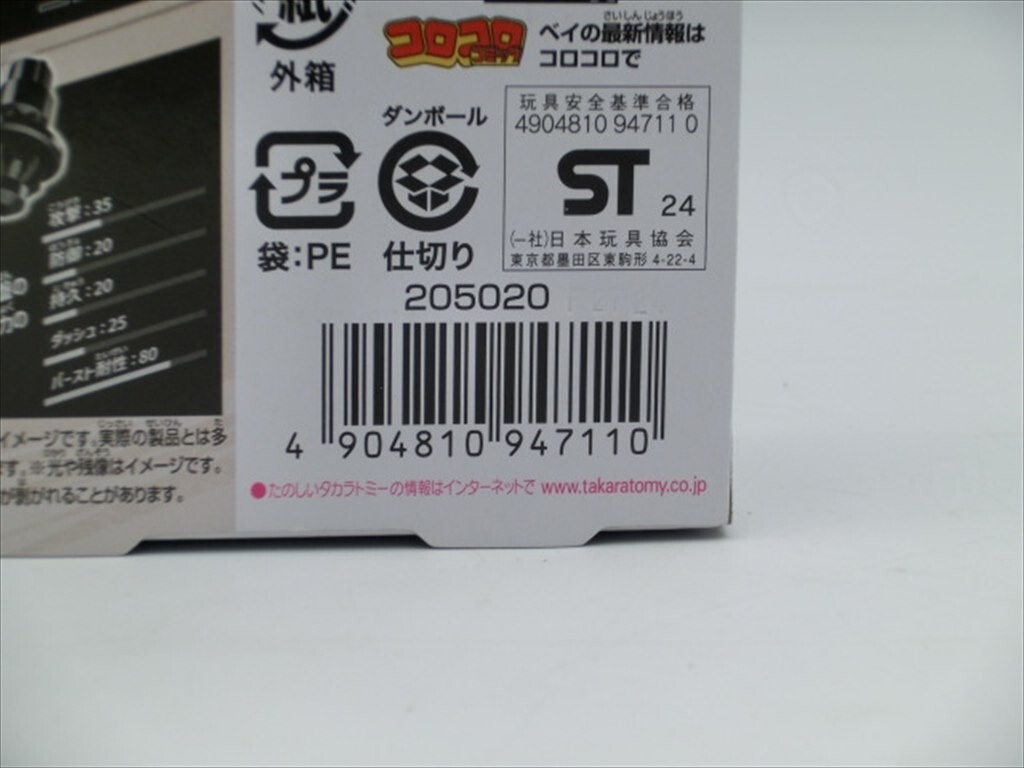 紙
外箱
コロコロ
コミック
さいしんじょうほう
ベイの最新情報は
コロコロで
プラ
袋:PE
ダンボール
仕切り
玩具安全基準合格
4904810 94711 0
ST 24
(一社)日本玩具協会
東京都墨田区東駒形 4-22-4
205020
4 904810 947110
●たのしいタカラトミーの情報はインターネットで www.takaratomy.co.jp
攻撃:35
防御:20
持久:20
ダッシュ:25
バースト耐性:80
イメージです。実際の製品とは多
す。※光や残像はイメージです。
が剥がれることがあります。